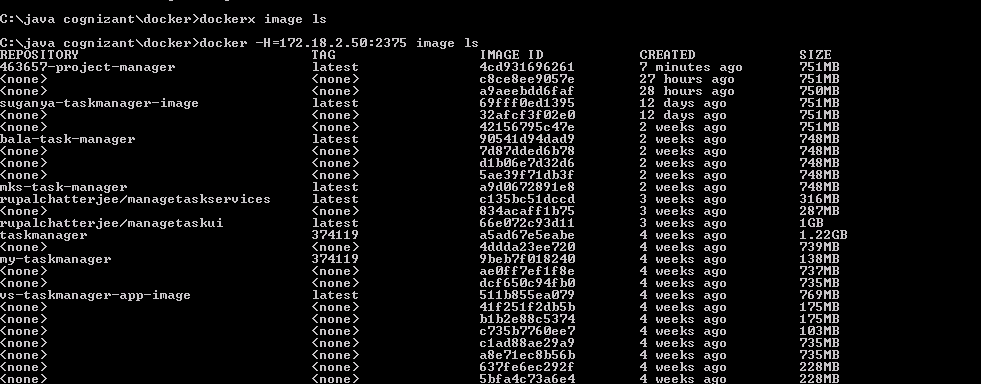 C:\java cognizant\docker>dockerx image ls
C:\java cognizant\docker>docker -H=172.18.2.50:2375 image ls
REPOSITORY TAG IMAGE ID CREATED SIZE
463657-project-manager latest 4cd931696261 7 minutes ago 751MB
<none> <none> c8ce8ee9057e 27 hours ago 751MB
<none> <none> a9aeebdd6faf 28 hours ago 750MB
suganya-taskmanager-image latest 69fff0ed1395 12 days ago 751MB
<none> <none> 32afcf3f02e0 12 days ago 751MB
<none> <none> 42156795c47e 2 weeks ago 751MB
bala-task-manager latest 90541d94dad9 2 weeks ago 748MB
<none> <none> 7d87dded6b78 2 weeks ago 748MB
<none> <none> d1b06e7d32d6 2 weeks ago 748MB
<none> <none> 5ae39f71db3f 2 weeks ago 748MB
mks-task-manager latest a9d0672891e8 2 weeks ago 748MB
rupalchatterjee/managetaskservices latest c135bc51dccd 3 weeks ago 316MB
<none> <none> 834acaff1b75 3 weeks ago 287MB
rupalchatterjee/managetaskui latest 66e072c93d11 3 weeks ago 1GB
taskmanager 374119 a5ad67e5eabe 4 weeks ago 1.22GB
<none> <none> 4ddda23ee720 4 weeks ago 739MB
my-taskmanager 374119 9beb7f018240 4 weeks ago 138MB
<none> <none> ae0ff7ef1f8e 4 weeks ago 737MB
<none> <none> dcf650c94fb0 4 weeks ago 735MB
vs-taskmanager-app-image latest 511b855ea079 4 weeks ago 769MB
<none> <none> 41f251f2db5b 4 weeks ago 175MB
<none> <none> b1b2e88c5374 4 weeks ago 175MB
<none> <none> c735b7760ee7 4 weeks ago 103MB
<none> <none> c1ad88ae29a9 4 weeks ago 735MB
<none> <none> a8e71ec8b56b 4 weeks ago 735MB
<none> <none> 637fe6ec292f 4 weeks ago 228MB
<none> <none> 5bfa4c73a6e4 4 weeks ago 228MB